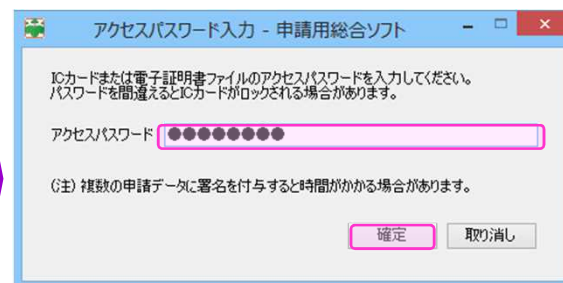 アクセスパスワード入力 - 申請用総合ソフト
ICカードまたは電子証明書ファイルのアクセスパスワードを入力してください。
パスワードを間違えるとICカードがロックされる場合があります。
アクセスパスワード ●●●●●●●●
(注) 複数の申請データに署名を付与すると時間がかかる場合があります。
確定 取り消し